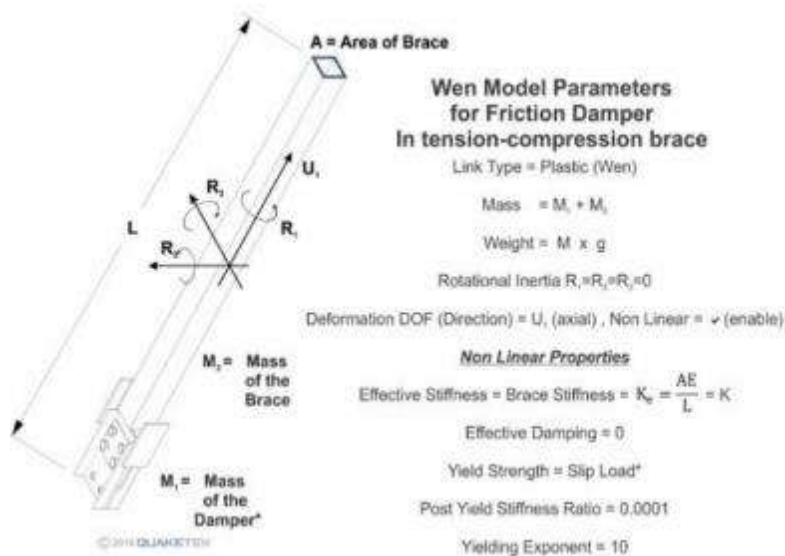 A = Area of Brace
U₁
R₃
R₁
L
R₂
M₂ = Mass
of the
Brace
M₁ = Mass
of the
Damper*
Wen Model Parameters
for Friction Damper
In tension-compression brace
Link Type = Plastic (Wen)
Mass = M₁ + M₂
Weight = M x g
Rotational Inertia R₁=R₂=R₃=0
Deformation DOF (Direction) = U₁ (axial) , Non Linear = ✔ (enable)
Non Linear Properties
Effective Stiffness = Brace Stiffness = Kₑ = AE/L = K
Effective Damping = 0
Yield Strength = Slip Load*
Post Yield Stiffness Ratio = 0.0001
Yielding Exponent = 10